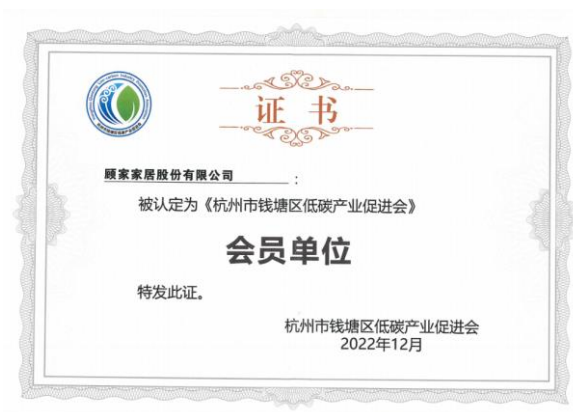 证书
顾家家居股份有限公司：
被认定为《杭州市钱塘区低碳产业促进会》
会员单位
特发此证。
杭州市钱塘区低碳产业促进会
2022年12月